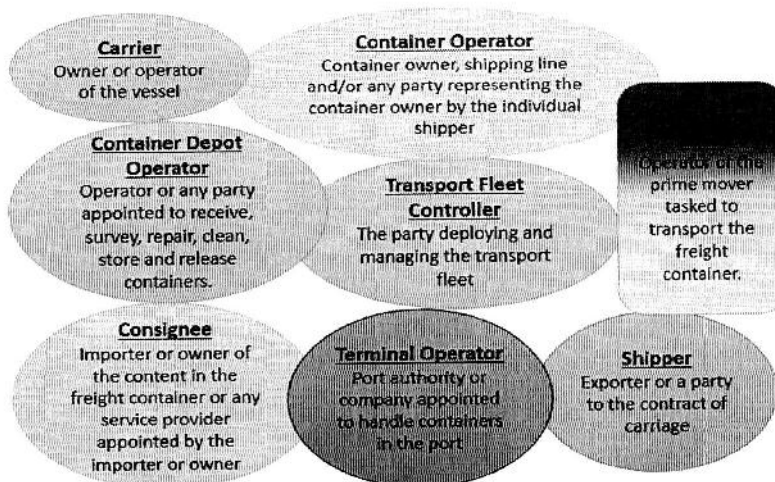 Carrier
Owner or operator
of the vessel
Container Operator
Container owner, shipping line
and/or any party representing the
container owner by the individual
shipper
Container Depot
Operator
Operator or any party
appointed to receive,
survey, repair, clean,
store and release
containers.
Transport Fleet
Controller
The party deploying and
managing the transport
fleet
Operator of the
prime mover
tasked to
transport the
freight
container.
Consignee
Importer or owner of
the content in the
freight container or any
service provider
appointed by the
importer or owner
Terminal Operator
Port authority or
company appointed
to handle containers
in the port
Shipper
Exporter or a party
to the contract of
carriage